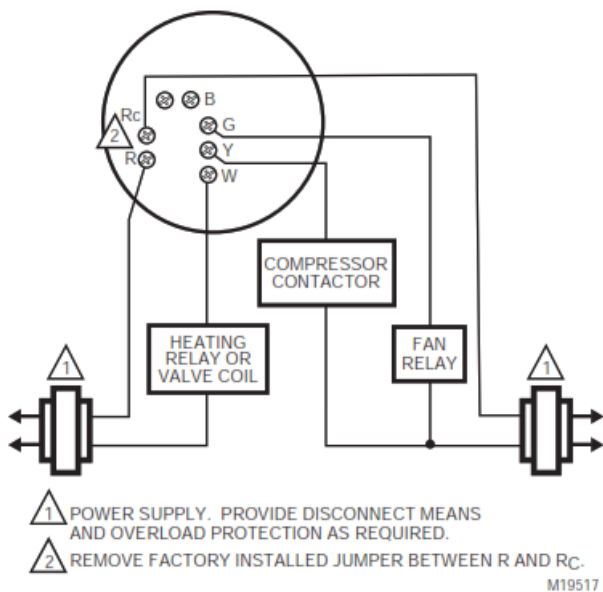 B
Rc
G
2
R
Y
W
COMPRESSOR
CONTACTOR
HEATING
RELAY OR
VALVE COIL
FAN
RELAY
1
1
1 POWER SUPPLY. PROVIDE DISCONNECT MEANS
AND OVERLOAD PROTECTION AS REQUIRED.
2 REMOVE FACTORY INSTALLED JUMPER BETWEEN R AND RC.
M19517